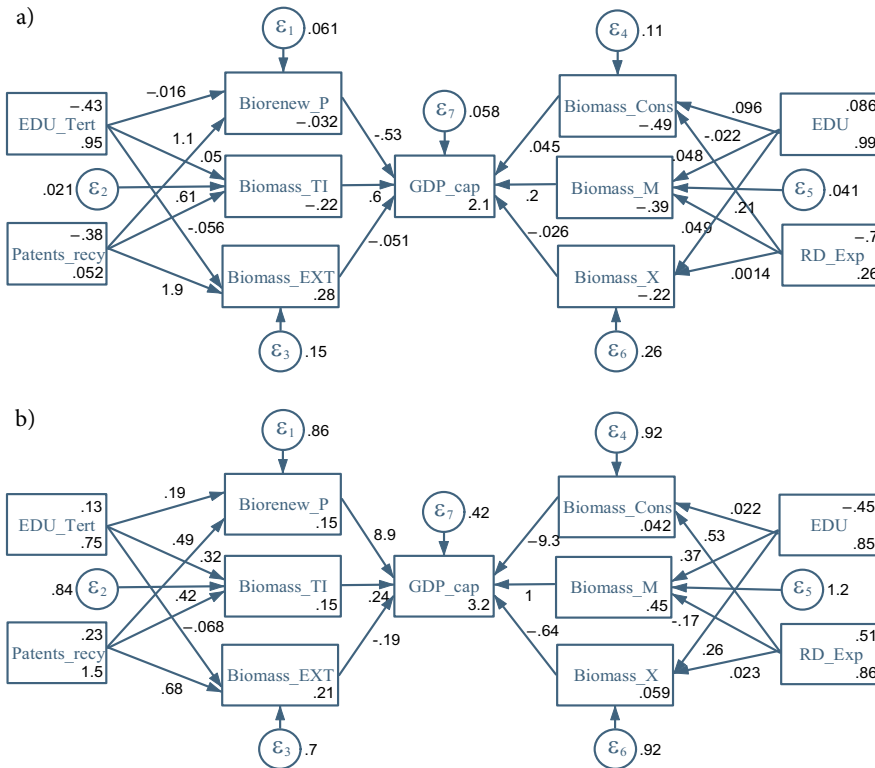 a)
ε1 .061
ε4 .11
−.43 EDU_Tert .95
−.016
Biorenew_P −.032
ε7 .058
Biomass_Cons −.49
.096
.086 EDU .99
1.1
-.53
.045
-.022
.05
.048
.021 ε2
Biomass_TI −.22
.6
GDP_cap 2.1
.2
Biomass_M −.39
ε5 .041
.61
.21
−.38 Patents_recy .052
-.056
−.051
−.026
.049
−.7 RD_Exp .26
1.9
Biomass_EXT .28
Biomass_X −.22
.0014
ε3 .15
ε6 .26
b)
ε1 .86
ε4 .92
.13 EDU_Tert .75
.19
Biorenew_P .15
ε7 .42
Biomass_Cons .042
.022
−.45 EDU .85
.49
8.9
−9.3
.53
.32
.37
.84 ε2
Biomass_TI .15
.24
GDP_cap 3.2
1
Biomass_M .45
ε5 1.2
.42
-.17
.23 Patents_recy 1.5
-.068
-.19
−.64
.26
.51 RD_Exp .86
.68
Biomass_EXT .21
Biomass_X .059
.023
ε3 .7
ε6 .92